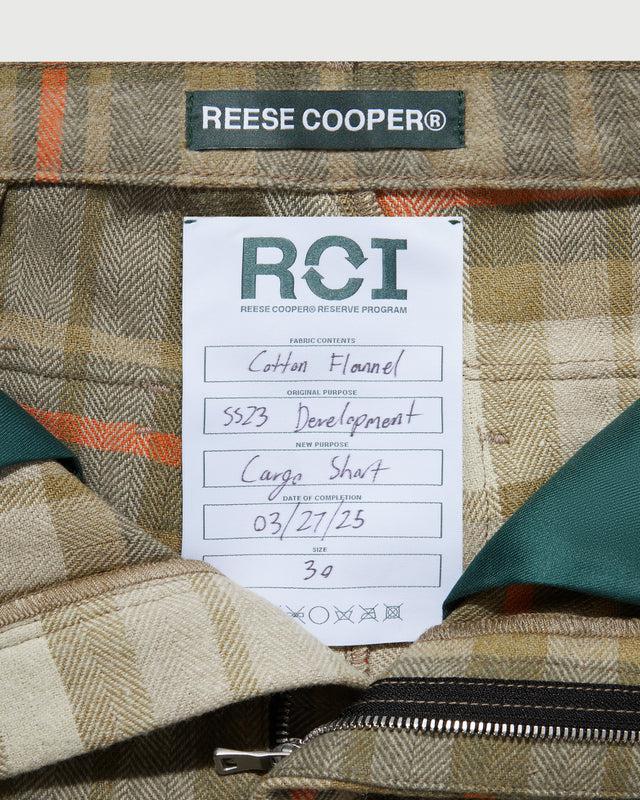 REESE COOPER®
RCI
REESE COOPER® RESERVE PROGRAM
FABRIC CONTENTS
Cotton Flannel
ORIGINAL PURPOSE
SS23 Development
NEW PURPOSE
Cargo Short
DATE OF COMPLETION
03/27/25
SIZE
30